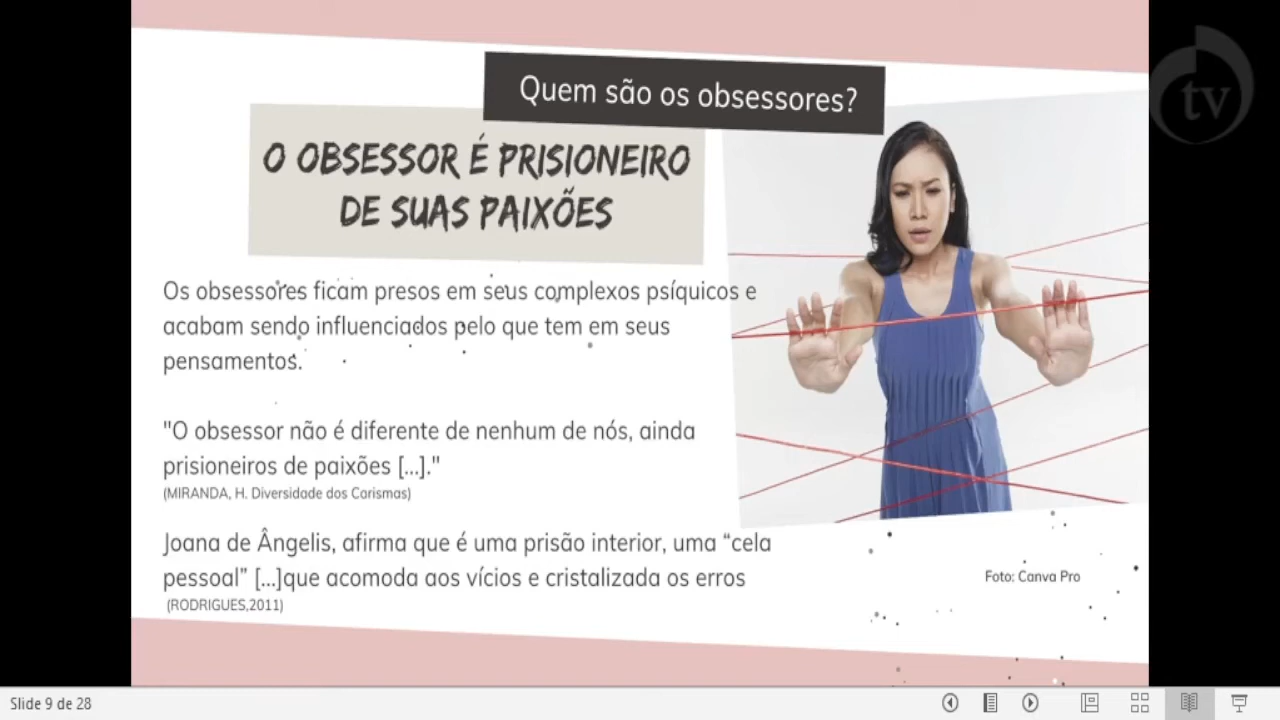 Quem são os obsessores?
O OBSESSOR É PRISIONEIRO
DE SUAS PAIXÕES
Os obsessores ficam presos em seus complexos psíquicos e
acabam sendo influenciados pelo que tem em seus
pensamentos.
"O obsessor não é diferente de nenhum de nós, ainda
prisioneiros de paixões [...]."
(MIRANDA, H. Diversidade dos Carismas)
Joana de Ângelis, afirma que é uma prisão interior, uma “cela
pessoal” [...]que acomoda aos vícios e cristalizada os erros
(RODRIGUES,2011)
Foto: Canva Pro
tv
Slide 9 de 28